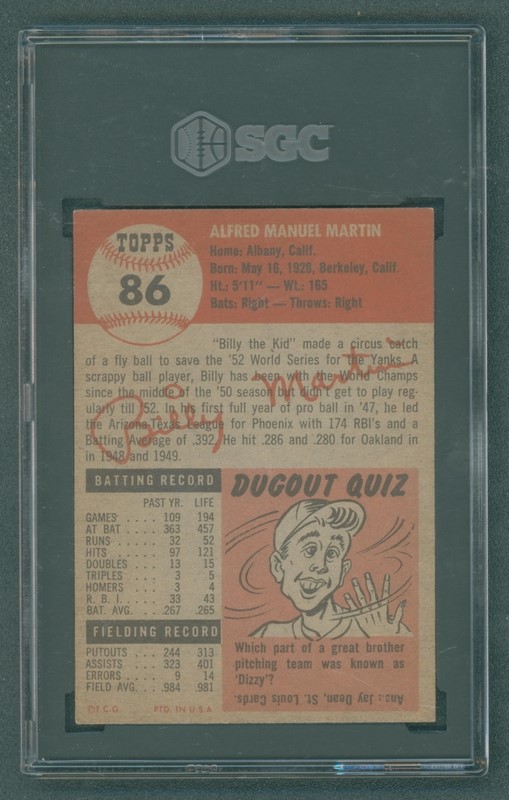 SGC
TOPPS
86
ALFRED MANUEL MARTIN
Home: Albany, Calif.
Born: May 16, 1928, Berkeley, Calif.
Ht.: 5'11" — Wt.: 165
Bats: Right — Throws: Right
"Billy the Kid" made a circus catch
of a fly ball to save the '52 World Series for the Yanks. A
scrappy ball player, Billy has been with the World Champs
since the middle of the '50 season but didn't get to play reg-
ularly till '52. In his first full year of pro ball in '47, he led
the Arizona-Texas League for Phoenix with 174 RBI's and a
Batting Average of .392. He hit .286 and .280 for Oakland in
in 1948 and 1949.
Billy Martin
BATTING RECORD
PAST YR. LIFE
GAMES .... 109 194
AT BAT .... 363 457
RUNS .... 32 52
HITS .... 97 121
DOUBLES .. 13 15
TRIPLES ... 3 5
HOMERS ... 3 4
R. B. I. .... 33 43
BAT. AVG. .. .267 .265
FIELDING RECORD
PUTOUTS .. 244 313
ASSISTS ... 323 401
ERRORS ... 9 14
FIELD AVG. . .984 .981
©T.C.G. PTD. IN U.S.A.
DUGOUT QUIZ
Which part of a great brother
pitching team was known as
'Dizzy'?
Ans.: Jay Dean, St. Louis Cards.